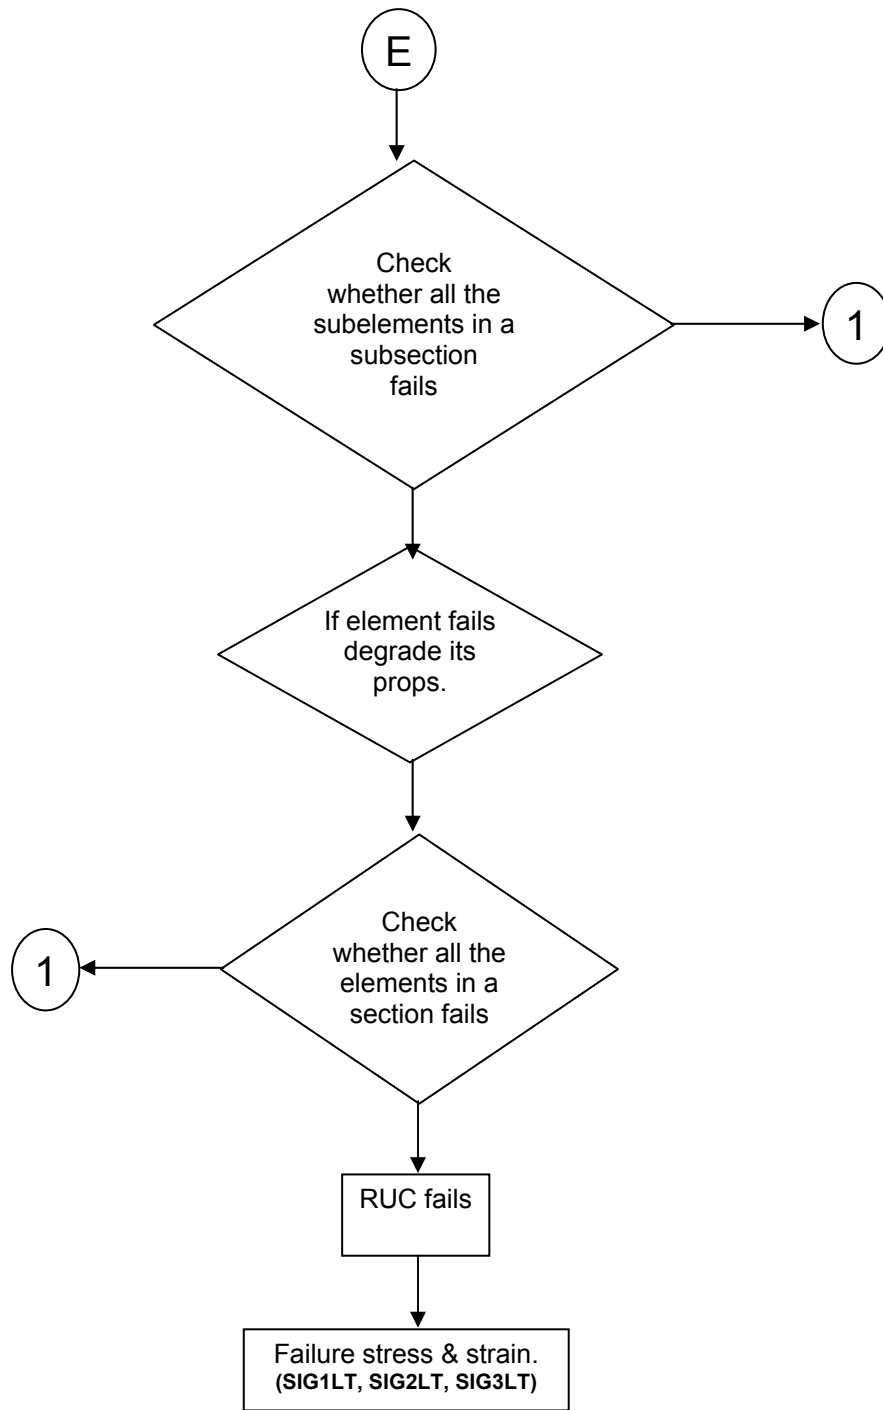 E
Check
whether all the
subelements in a
subsection
fails
1
If element fails
degrade its
props.
Check
whether all the
elements in a
section fails
1
RUC fails
Failure stress & strain.
(SIG1LT, SIG2LT, SIG3LT)